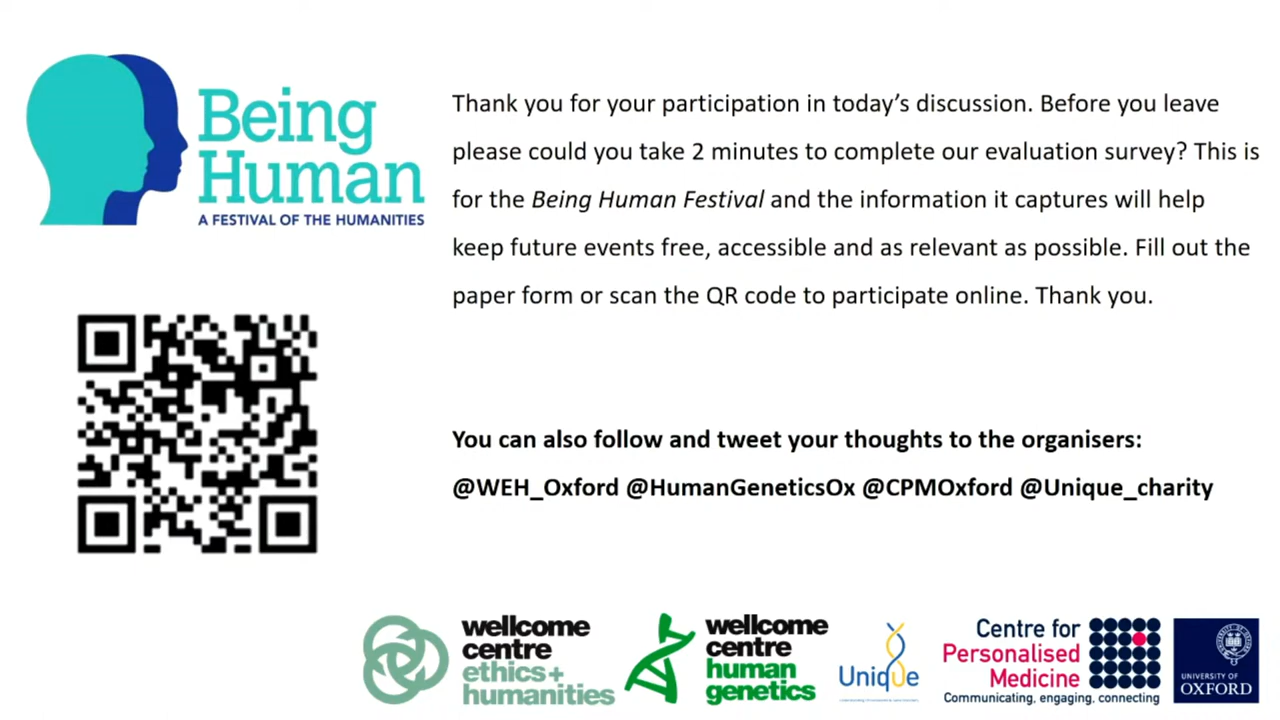 Being
Human
A FESTIVAL OF THE HUMANITIES
Thank you for your participation in today's discussion. Before you leave
please could you take 2 minutes to complete our evaluation survey? This is
for the Being Human Festival and the information it captures will help
keep future events free, accessible and as relevant as possible. Fill out the
paper form or scan the QR code to participate online. Thank you.
You can also follow and tweet your thoughts to the organisers:
@WEH_Oxford @HumanGeneticsOx @CPMOxford @Unique_charity
wellcome
centre
ethics+
humanities
wellcome
centre
human
genetics
Unique
Centre for
Personalised
Medicine
Communicating, engaging, connecting
UNIVERSITY OF
OXFORD